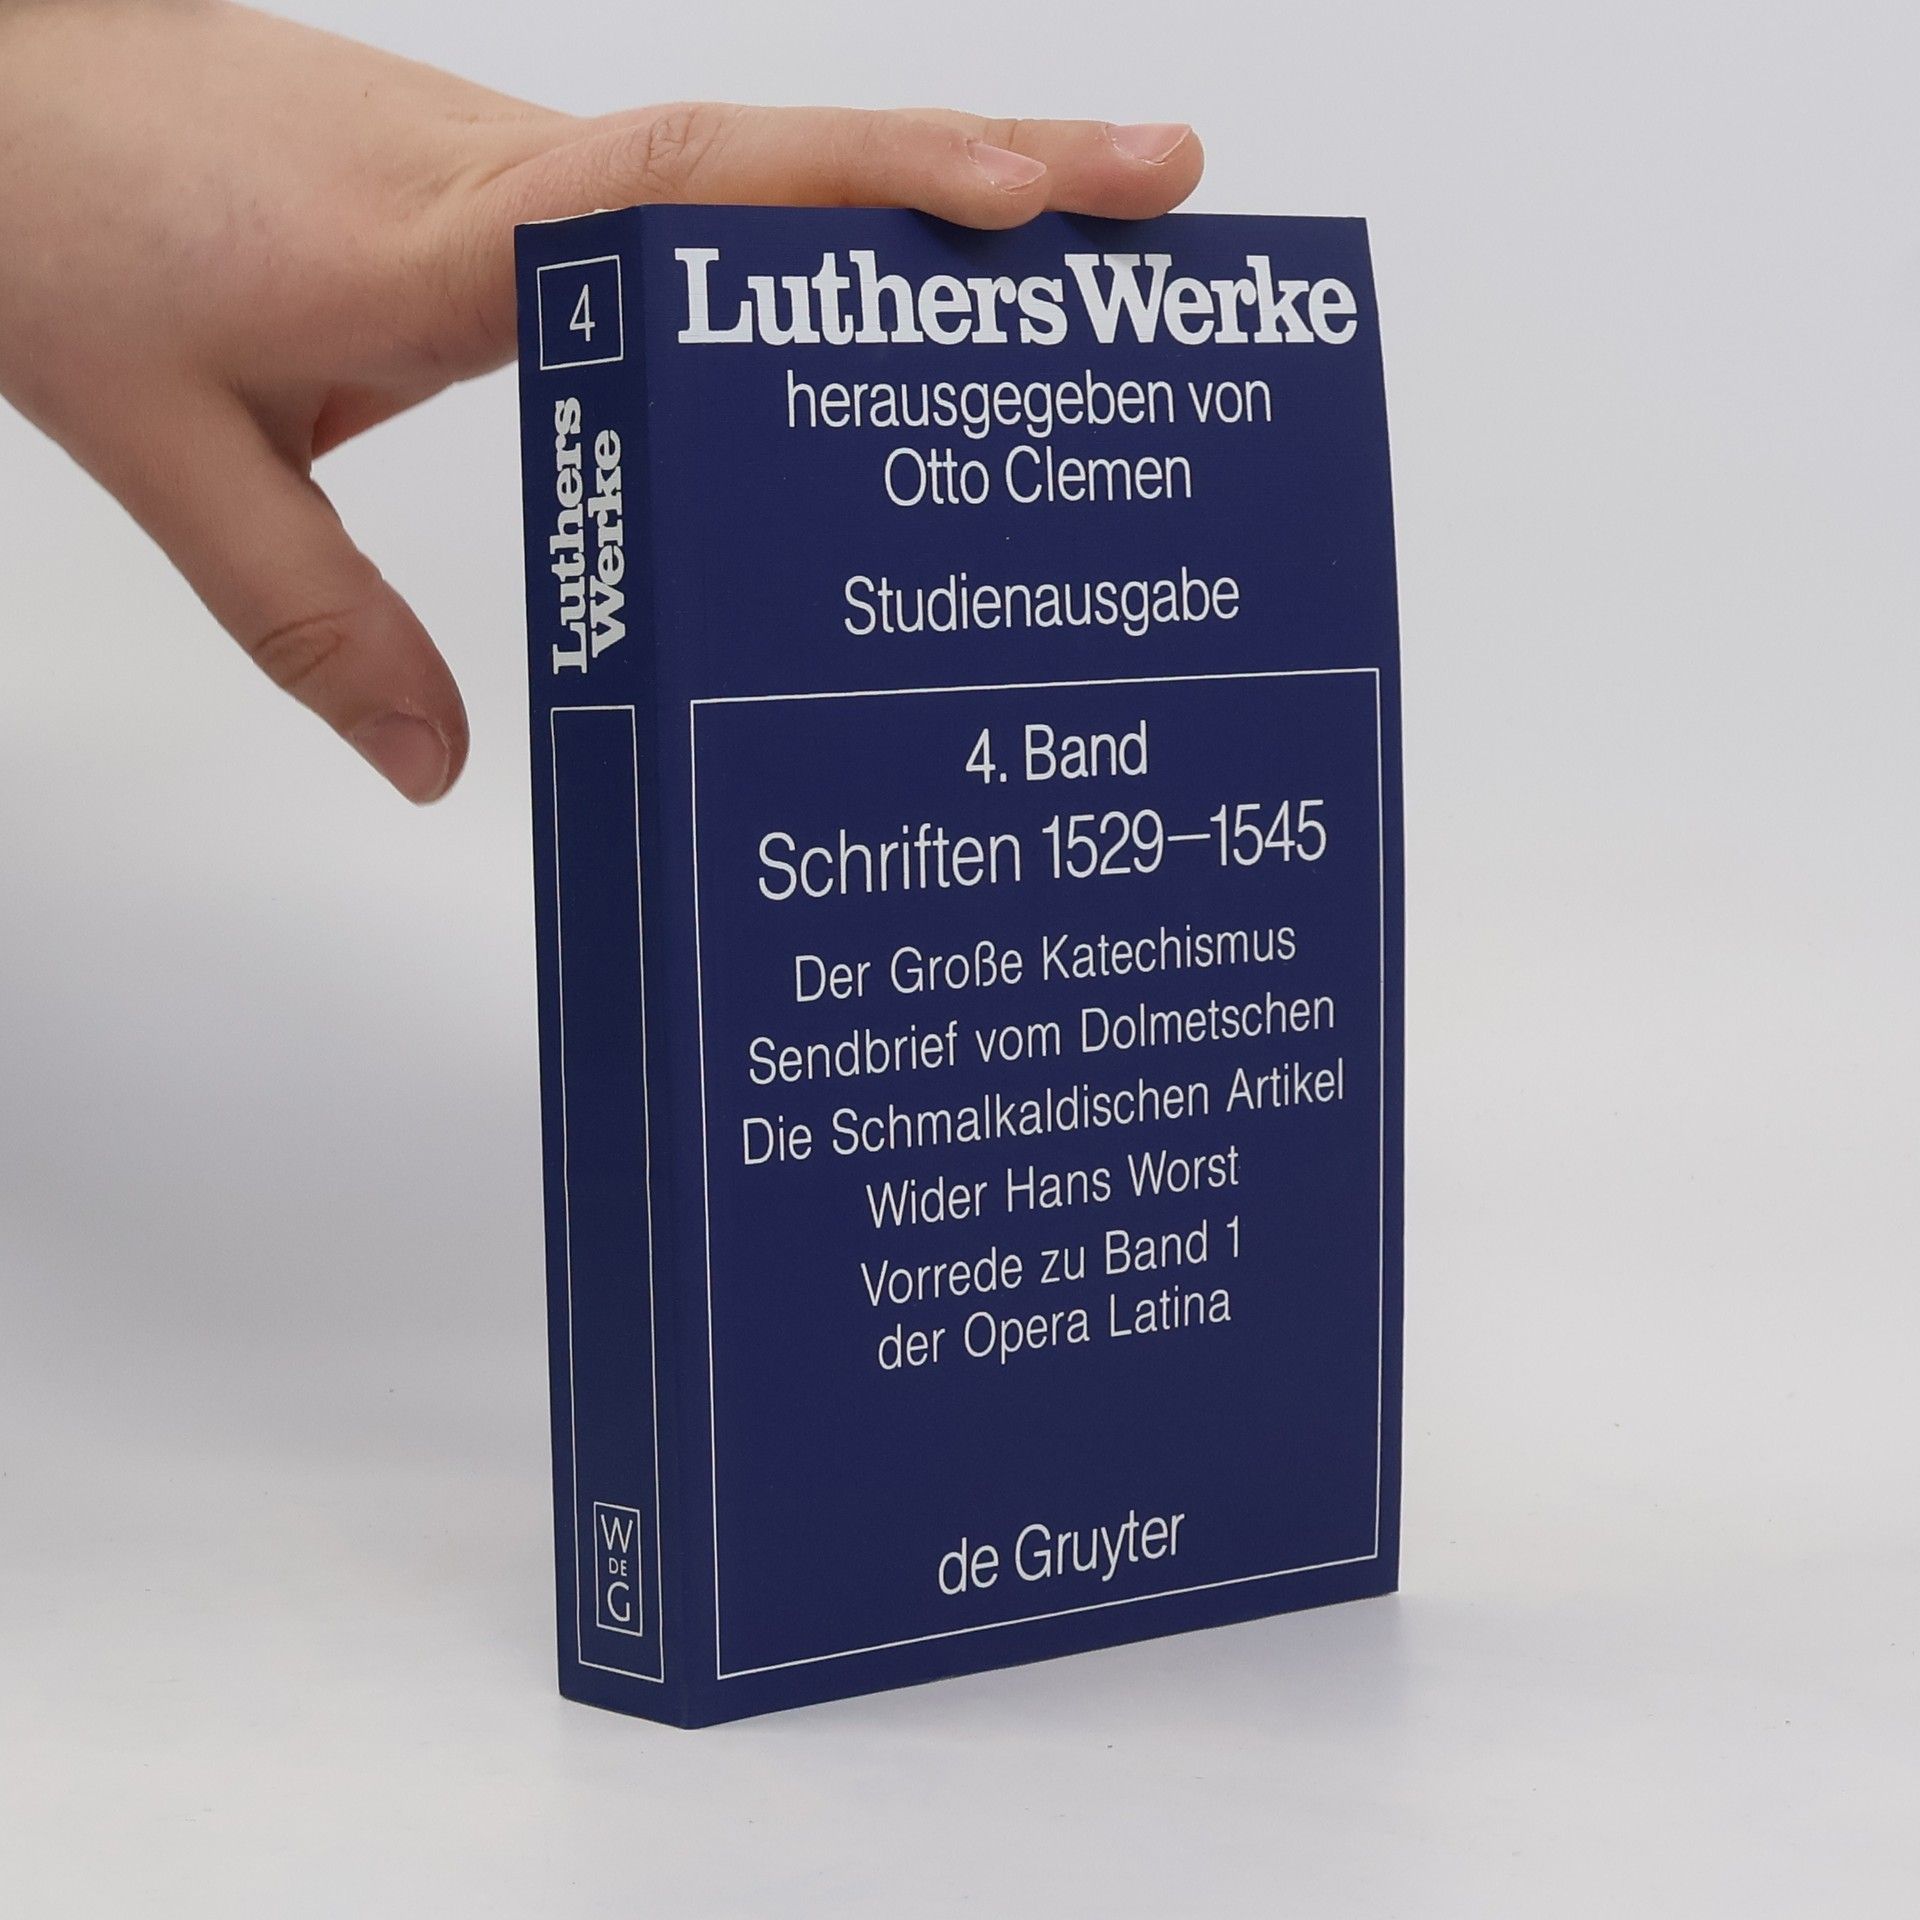 4
Luthers
Werke
W
DE
G
Luthers Werke
herausgegeben von
Otto Clemen
Studienausgabe
4. Band
Schriften 1529–1545
Der Große Katechismus
Sendbrief vom Dolmetschen
Die Schmalkaldischen Artikel
Wider Hans Worst
Vorrede zu Band 1
der Opera Latina
de Gruyter